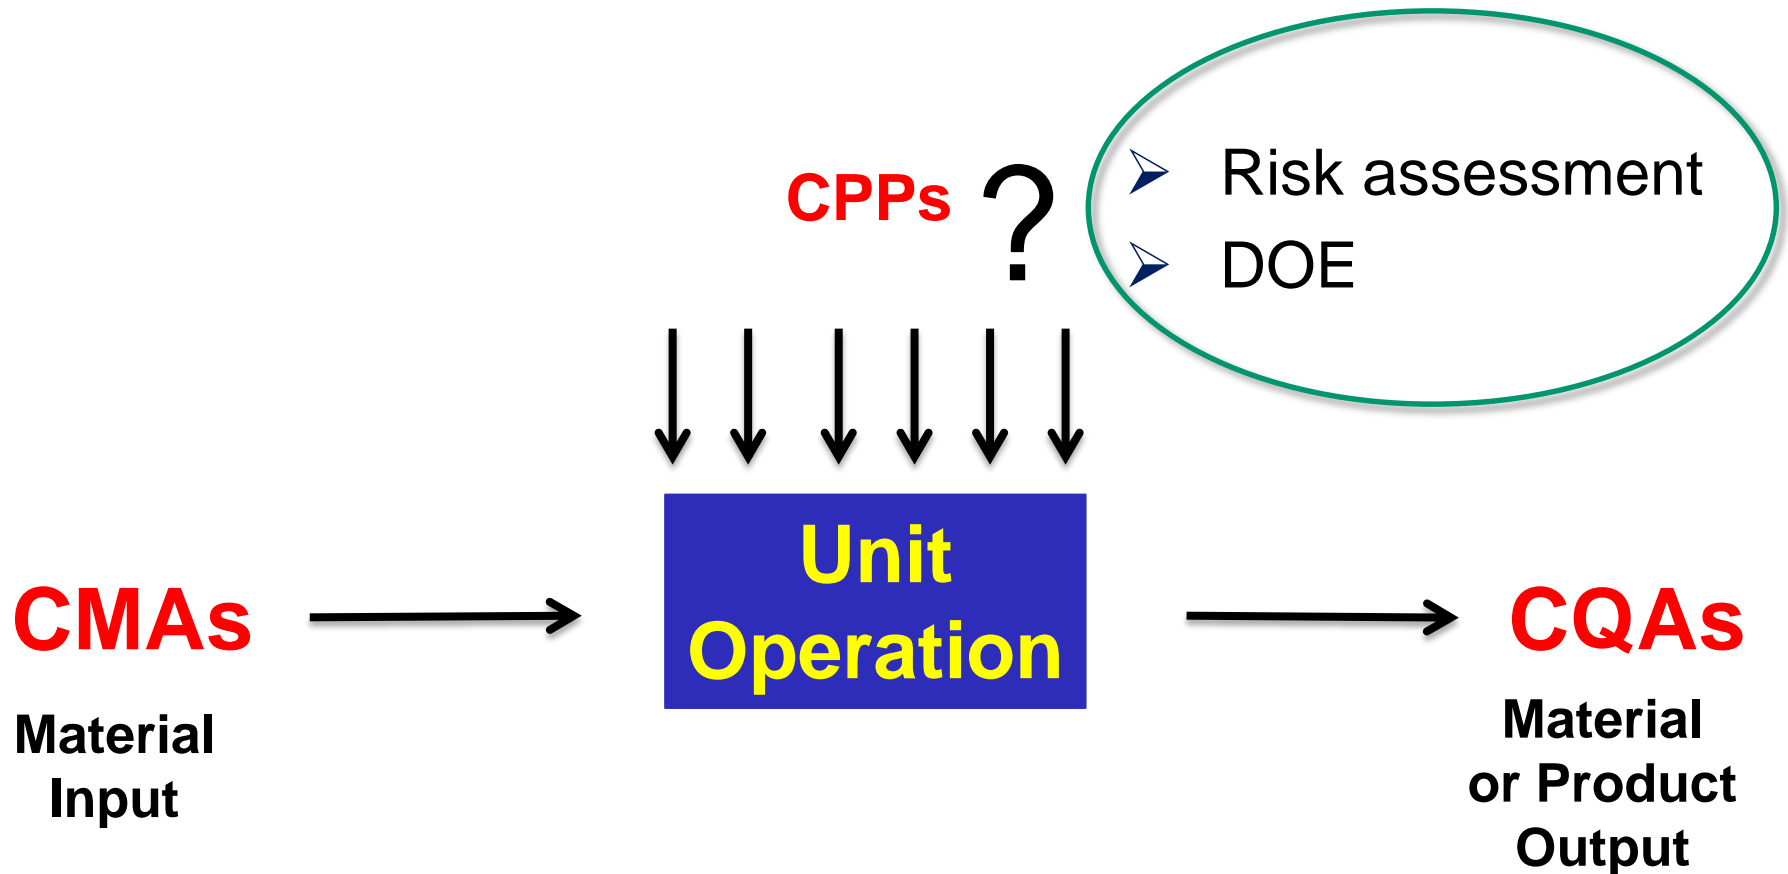 CPPs ?
Risk assessment
DOE
Unit
Operation
CMAs
Material
Input
CQAs
Material
or Product
Output